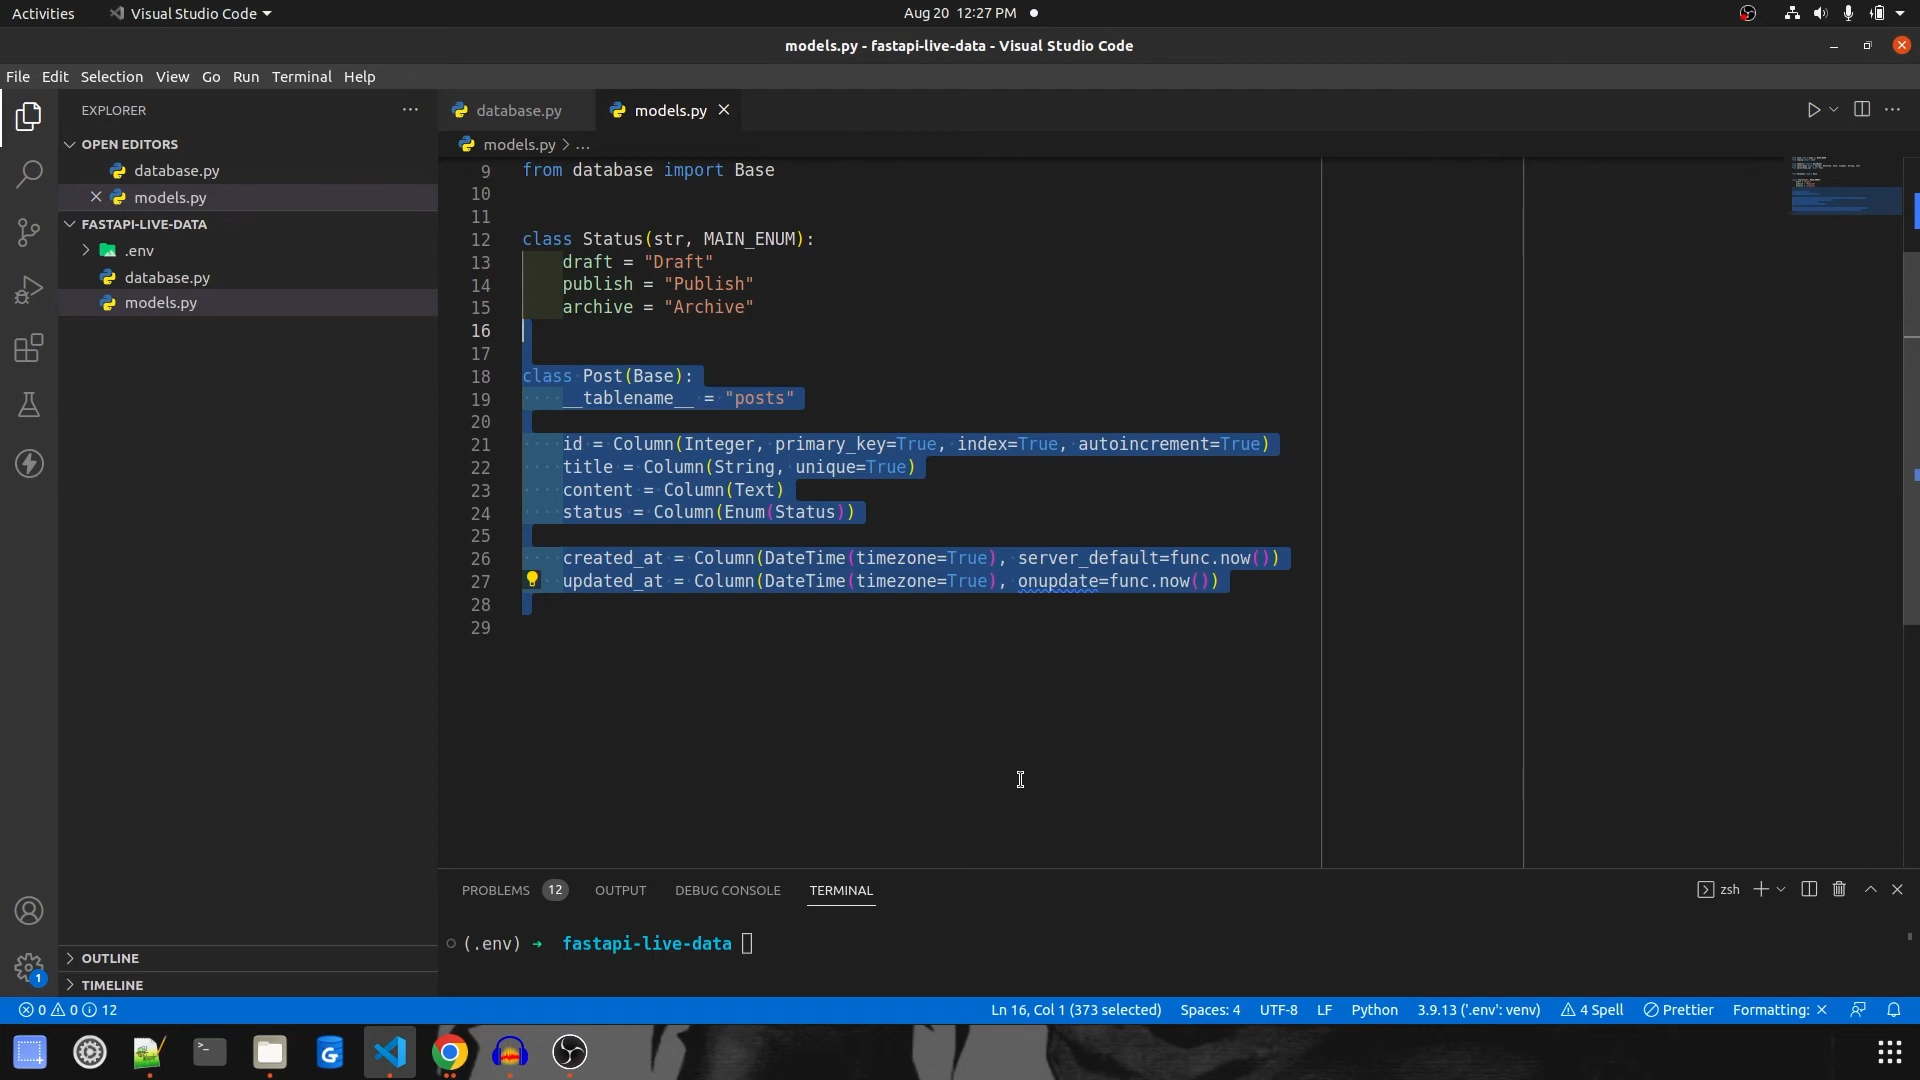 Activities
Visual Studio Code
Aug 20 12:27 PM
models.py - fastapi-live-data - Visual Studio Code
File Edit Selection View Go Run Terminal Help
EXPLORER
OPEN EDITORS
database.py
models.py
FASTAPI-LIVE-DATA
.env
database.py
models.py
OUTLINE
TIMELINE
database.py
models.py
models.py > ...
9 from database import Base
10
11
12 class Status(str, MAIN_ENUM):
13     draft = "Draft"
14     publish = "Publish"
15     archive = "Archive"
16
17
18 class Post(Base):
19     __tablename__ = "posts"
20
21     id = Column(Integer, primary_key=True, index=True, autoincrement=True)
22     title = Column(String, unique=True)
23     content = Column(Text)
24     status = Column(Enum(Status))
25
26     created_at = Column(DateTime(timezone=True), server_default=func.now())
27     updated_at = Column(DateTime(timezone=True), onupdate=func.now())
28
29
PROBLEMS 12 OUTPUT DEBUG CONSOLE TERMINAL
zsh
(.env) → fastapi-live-data
1
0 0 12
Ln 16, Col 1 (373 selected) Spaces: 4 UTF-8 LF Python 3.9.13 ('.env': venv) 4 Spell Prettier Formatting: ×